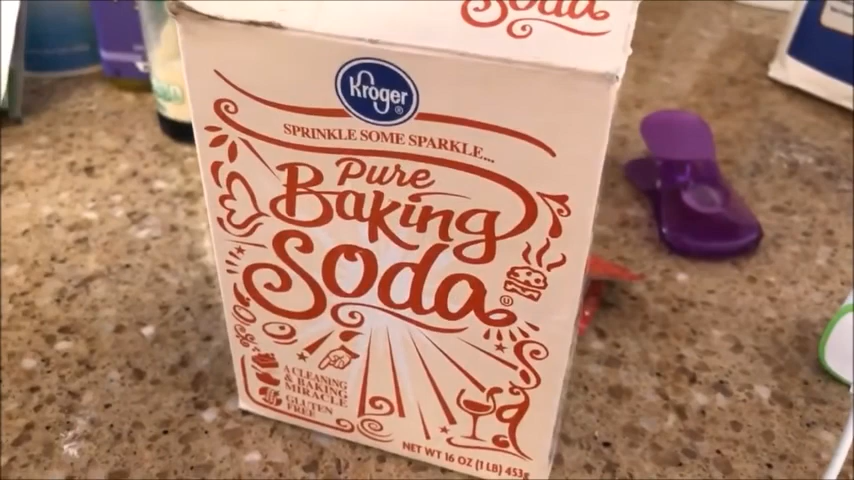 Soda
Kroger®
SPRINKLE SOME SPARKLE...
Pure
Baking
Soda
A CLEANING
& BAKING
MIRACLE
GLUTEN
FREE
NET WT 16 OZ (1 LB) 453g